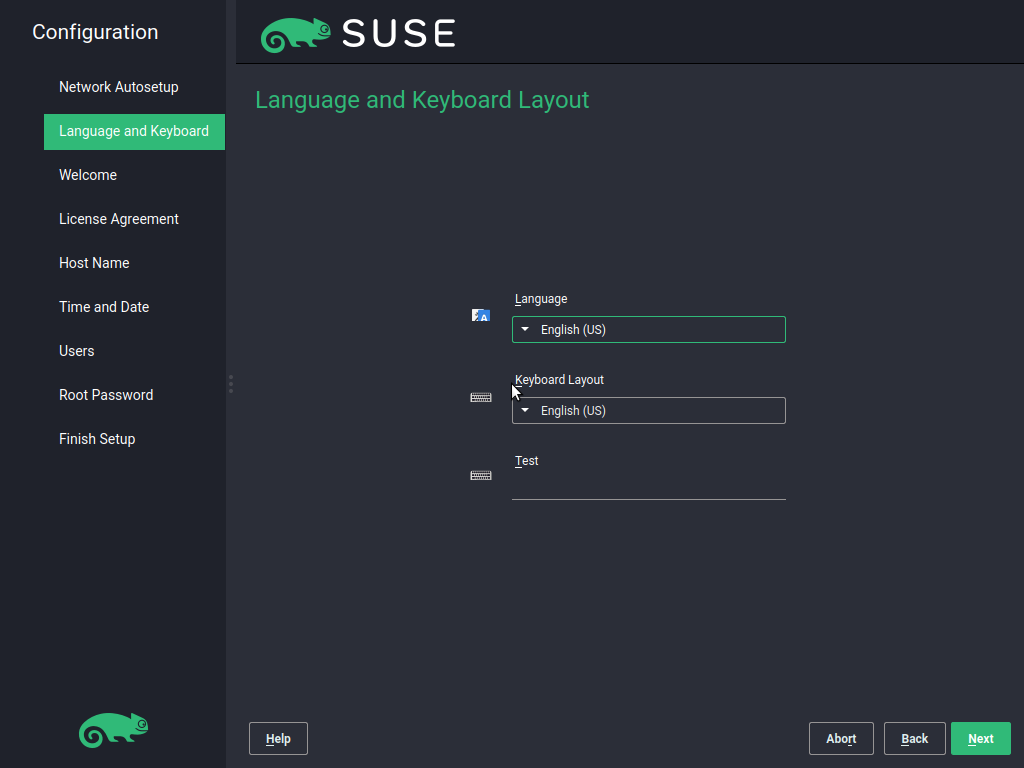 Configuration
Network Autosetup
Language and Keyboard
Welcome
License Agreement
Host Name
Time and Date
Users
Root Password
Finish Setup
SUSE
Language and Keyboard Layout
Language
A
English (US)
Keyboard Layout
English (US)
Test
Help
Abort
Back
Next